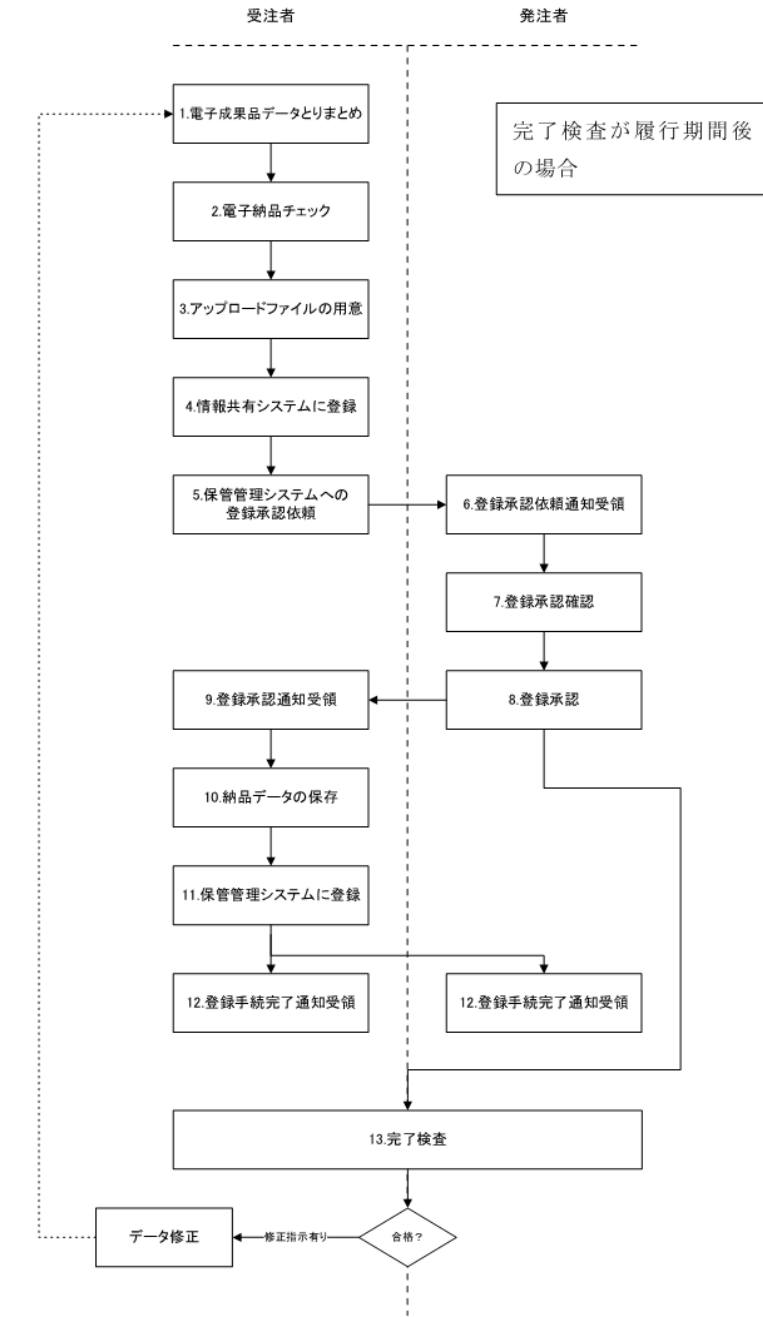 受注者
発注者
1.電子成果品データとりまとめ
完了検査が履行期間後
の場合
2.電子納品チェック
3.アップロードファイルの用意
4.情報共有システムに登録
5.保管管理システムへの
登録承認依頼
6.登録承認依頼通知受領
7.登録承認確認
9.登録承認通知受領
8.登録承認
10.納品データの保存
11.保管管理システムに登録
12.登録手続完了通知受領
12.登録手続完了通知受領
13.完了検査
データ修正
修正指示有り
合格？